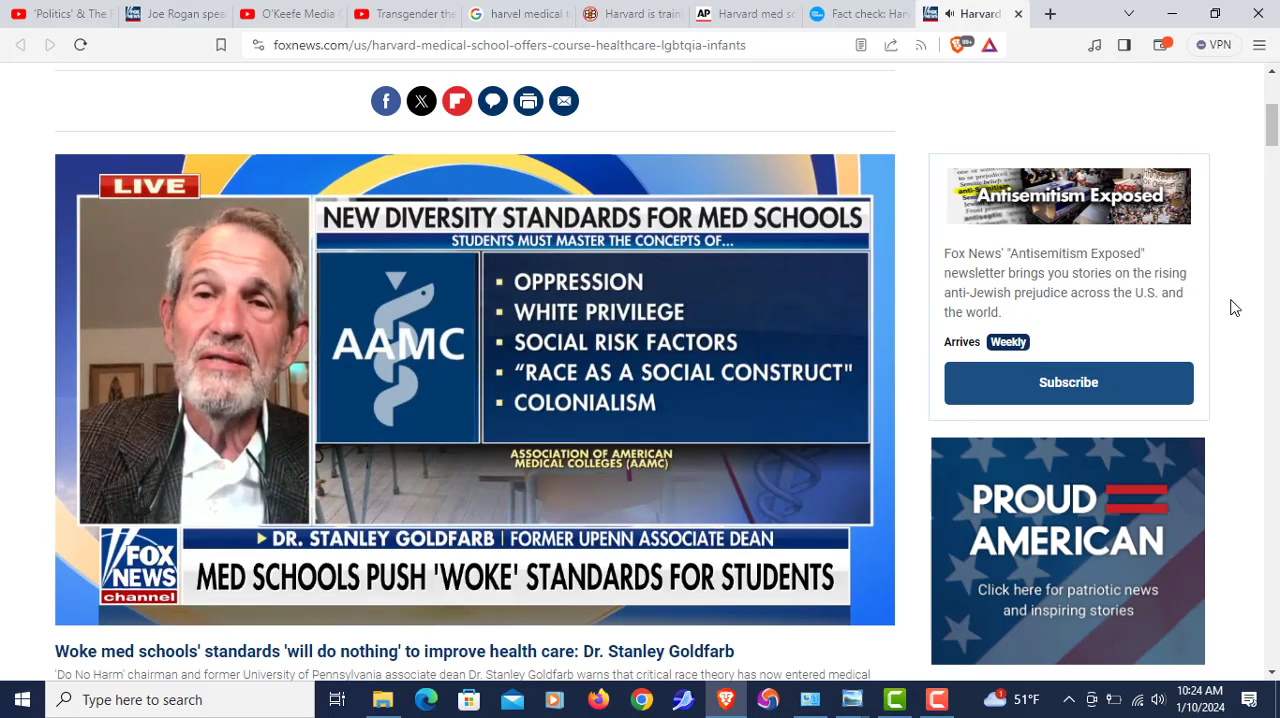 'Politics' & The
Joe Rogan spea
O'Keefe Media
Transgender the
harvel medical
Harvard is train
AP
Harvard med sc
Fact check: Har
Harvard
foxnews.com/us/harvard-medical-school-offers-course-healthcare-lgbtqia-infants
99+
VPN
LIVE
NEW DIVERSITY STANDARDS FOR MED SCHOOLS
STUDENTS MUST MASTER THE CONCEPTS OF...
AAMC
▪ OPPRESSION
▪ WHITE PRIVILEGE
▪ SOCIAL RISK FACTORS
▪ “RACE AS A SOCIAL CONSTRUCT"
▪ COLONIALISM
ASSOCIATION OF AMERICAN
MEDICAL COLLEGES (AAMC)
DR. STANLEY GOLDFARB | FORMER UPENN ASSOCIATE DEAN
FOX
NEWS
channel
MED SCHOOLS PUSH 'WOKE' STANDARDS FOR STUDENTS
Woke med schools' standards 'will do nothing' to improve health care: Dr. Stanley Goldfarb
'Do No Harm' chairman and former University of Pennsylvania associate dean Dr. Stanley Goldfarb warns that critical race theory has now entered medical
Antisemitism Exposed
Fox News' "Antisemitism Exposed"
newsletter brings you stories on the rising
anti-Jewish prejudice across the U.S. and
the world.
Arrives Weekly
Subscribe
PROUD
AMERICAN
Click here for patriotic news
and inspiring stories
Type here to search
1
51°F
10:24 AM
1/10/2024